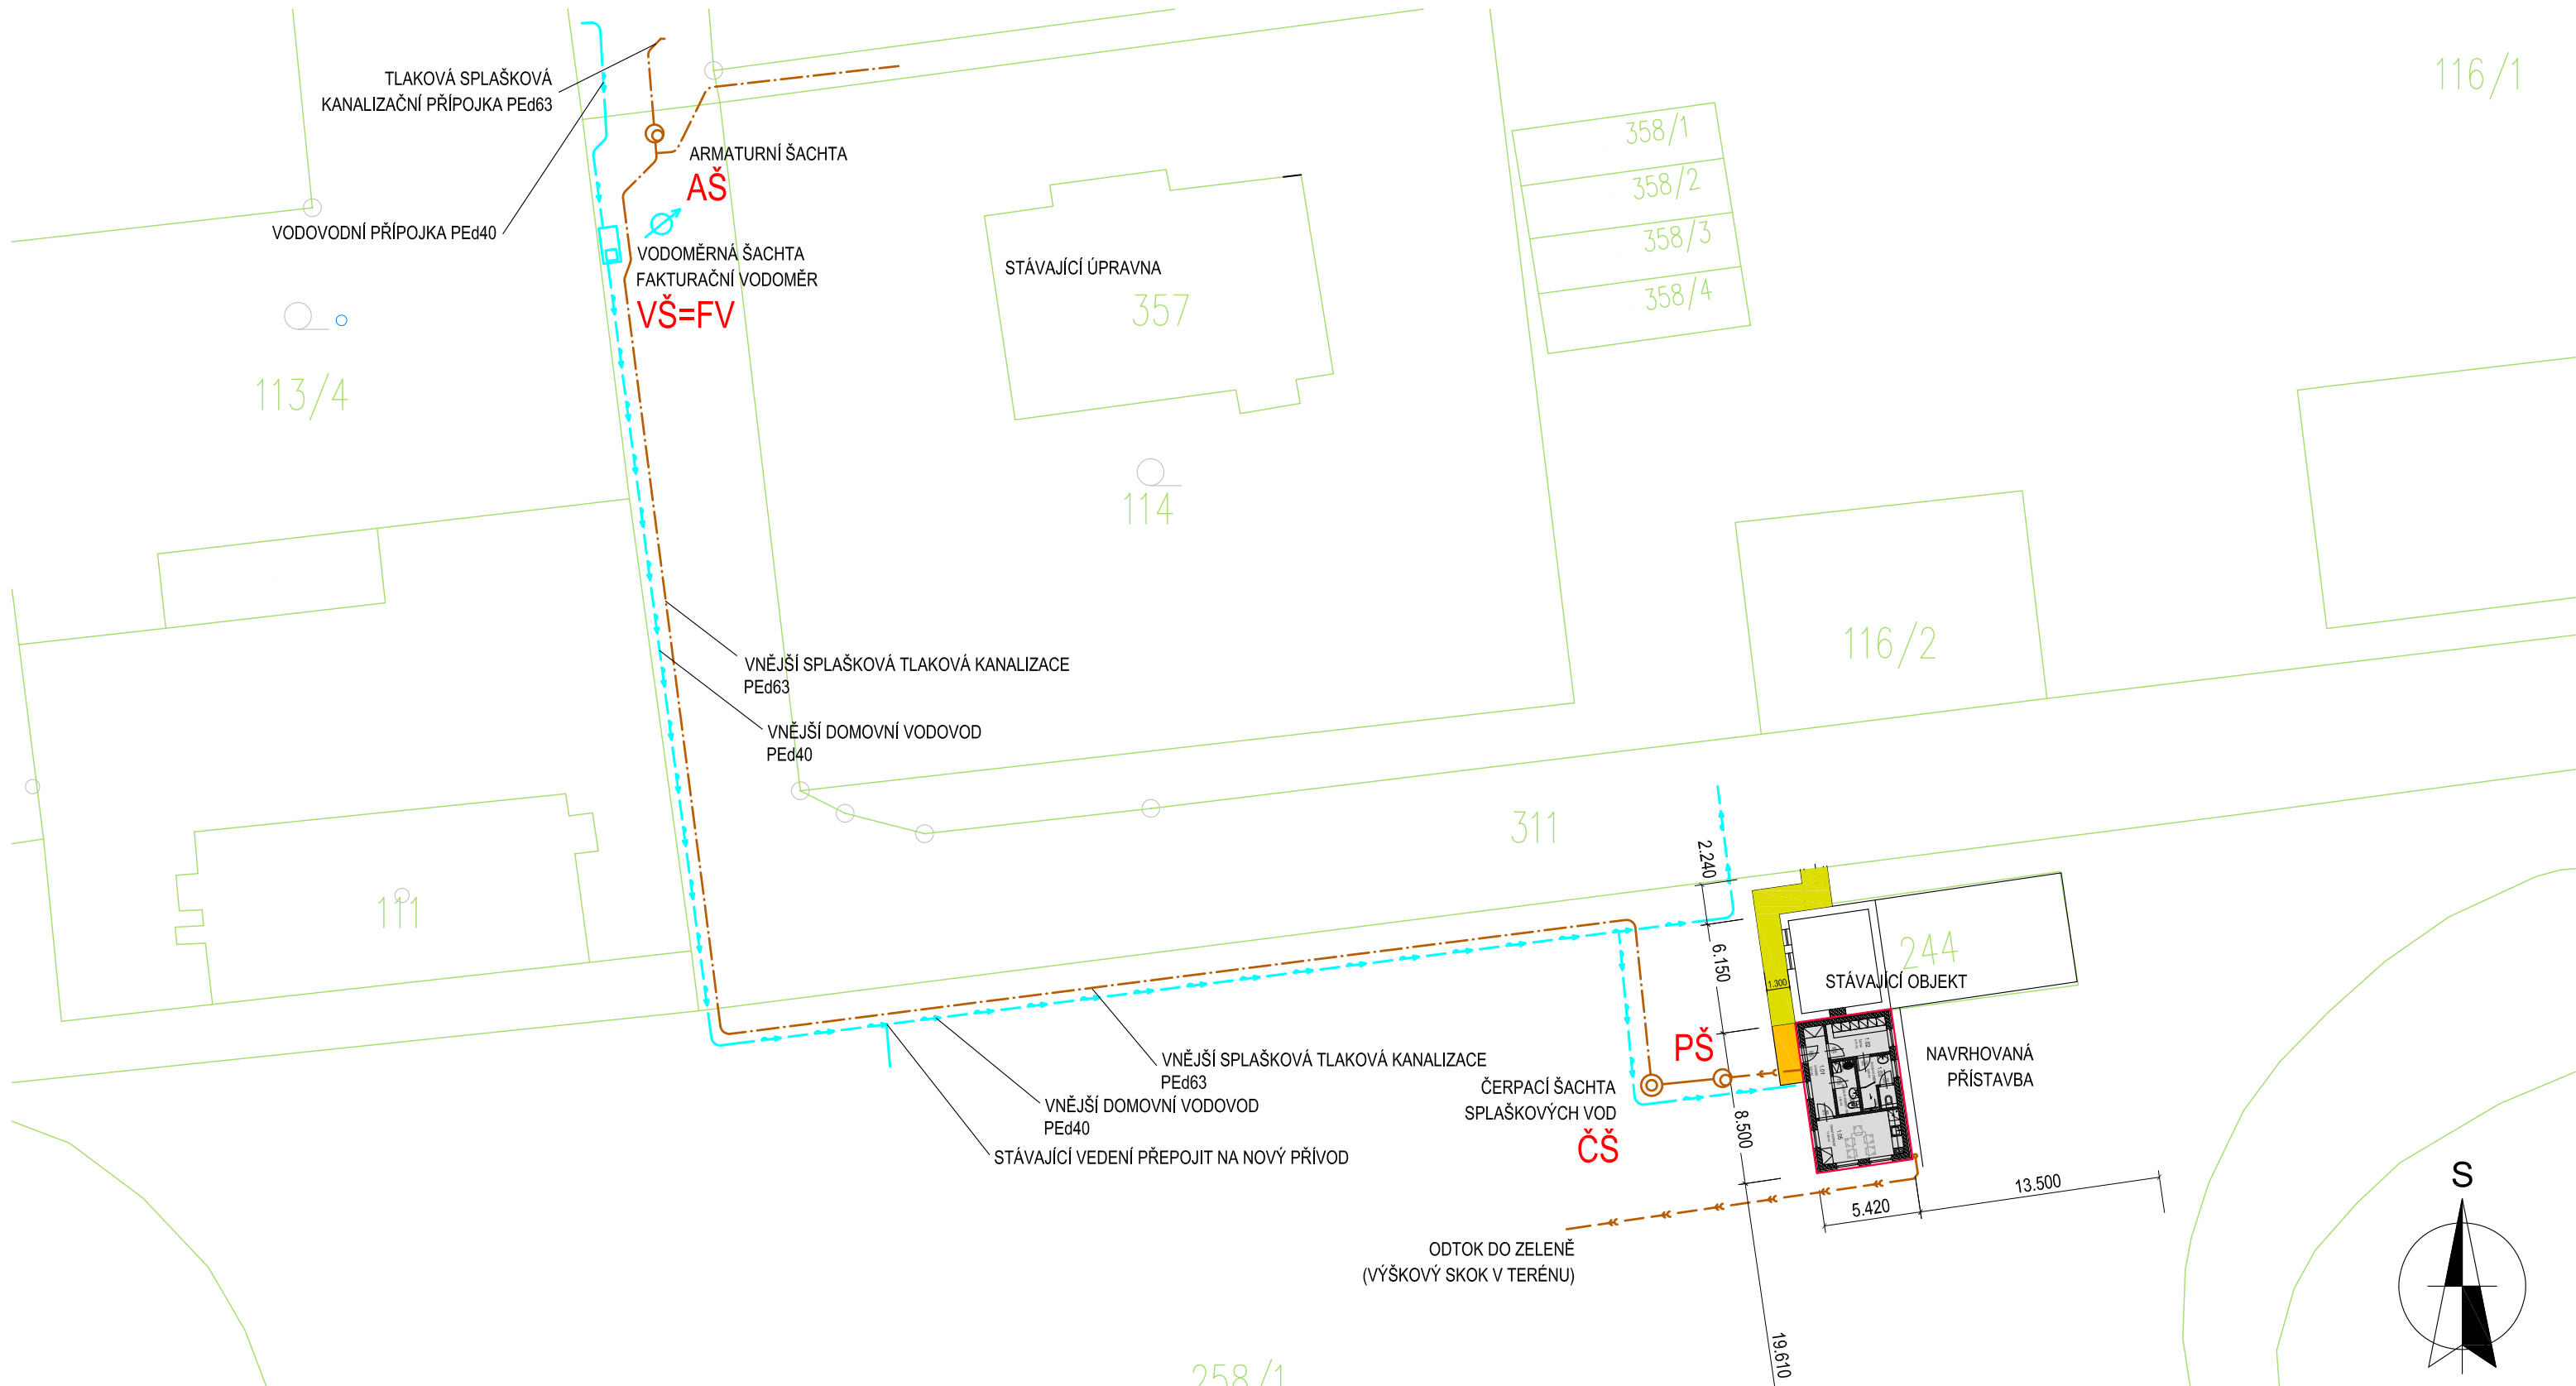 TLAKOVÁ SPLAŠKOVÁ
KANALIZAČNÍ PŘÍPOJKA PEd63
116/1
ARMATURNÍ ŠACHTA
AŠ
358/1
358/2
358/3
358/4
VODOVODNÍ PŘÍPOJKA PEd40
VODOMĚRNÁ ŠACHTA
FAKTURAČNÍ VODOMĚR
VŠ=FV
STÁVAJÍCÍ ÚPRAVNA
357
113/4
114
116/2
VNĚJŠÍ SPLAŠKOVÁ TLAKOVÁ KANALIZACE
PEd63
VNĚJŠÍ DOMOVNÍ VODOVOD
PEd40
311
111
2.240
6.150
1.300
244
STÁVAJÍCÍ OBJEKT
PŠ
NAVRHOVANÁ
PŘÍSTAVBA
VNĚJŠÍ SPLAŠKOVÁ TLAKOVÁ KANALIZACE
PEd63
VNĚJŠÍ DOMOVNÍ VODOVOD
PEd40
STÁVAJÍCÍ VEDENÍ PŘEPOJIT NA NOVÝ PŘÍVOD
ČERPACÍ ŠACHTA
SPLAŠKOVÝCH VOD
ČŠ
8.500
5.420
13.500
S
ODTOK DO ZELENĚ
(VÝŠKOVÝ SKOK V TERÉNU)
19.610
258/1